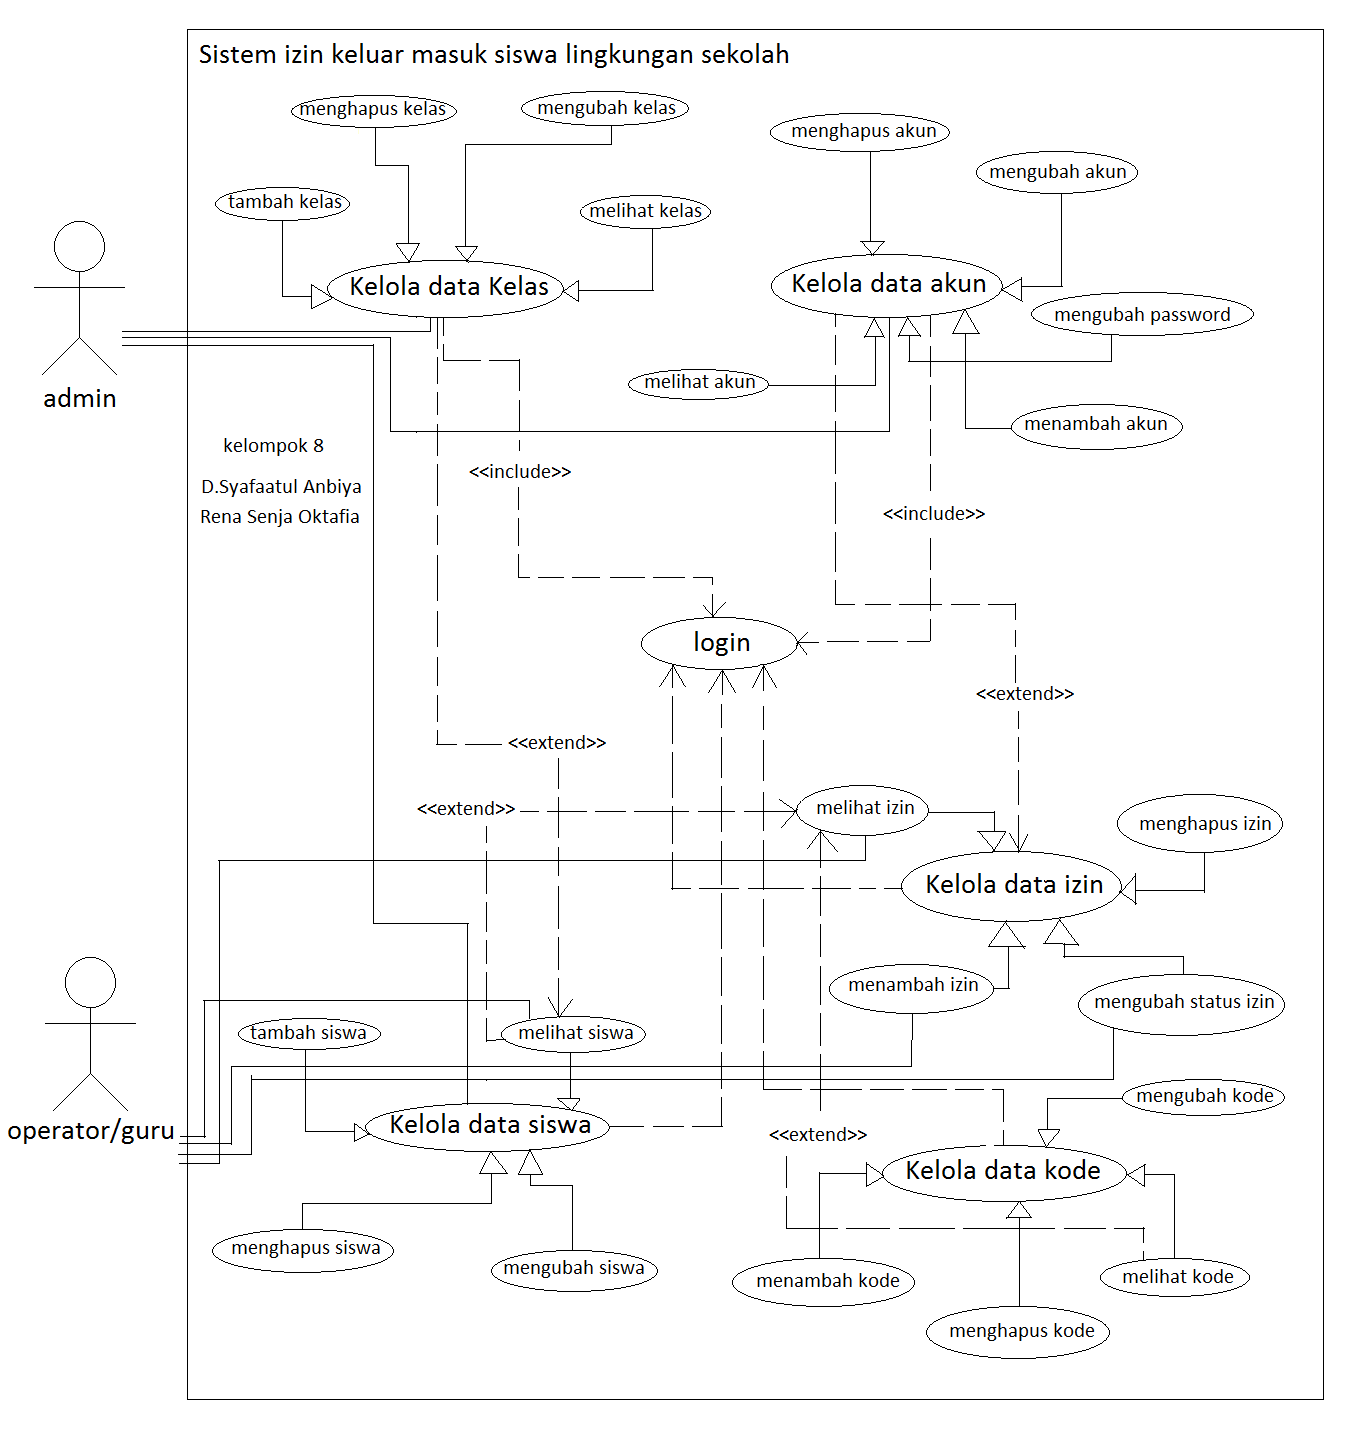 Sistem izin keluar masuk siswa lingkungan sekolah
menghapus kelas
mengubah kelas
menghapus akun
mengubah akun
tambah kelas
melihat kelas
Kelola data Kelas
Kelola data akun
mengubah password
melihat akun
admin
menambah akun
kelompok 8
<<include>>
D.Syafaatul Anbiya
Rena Senja Oktafia
<<include>>
login
<<extend>>
<<extend>>
<<extend>>
melihat izin
menghapus izin
Kelola data izin
menambah izin
mengubah status izin
tambah siswa
melihat siswa
mengubah kode
operator/guru
Kelola data siswa
<<extend>>
Kelola data kode
menghapus siswa
mengubah siswa
menambah kode
melihat kode
menghapus kode